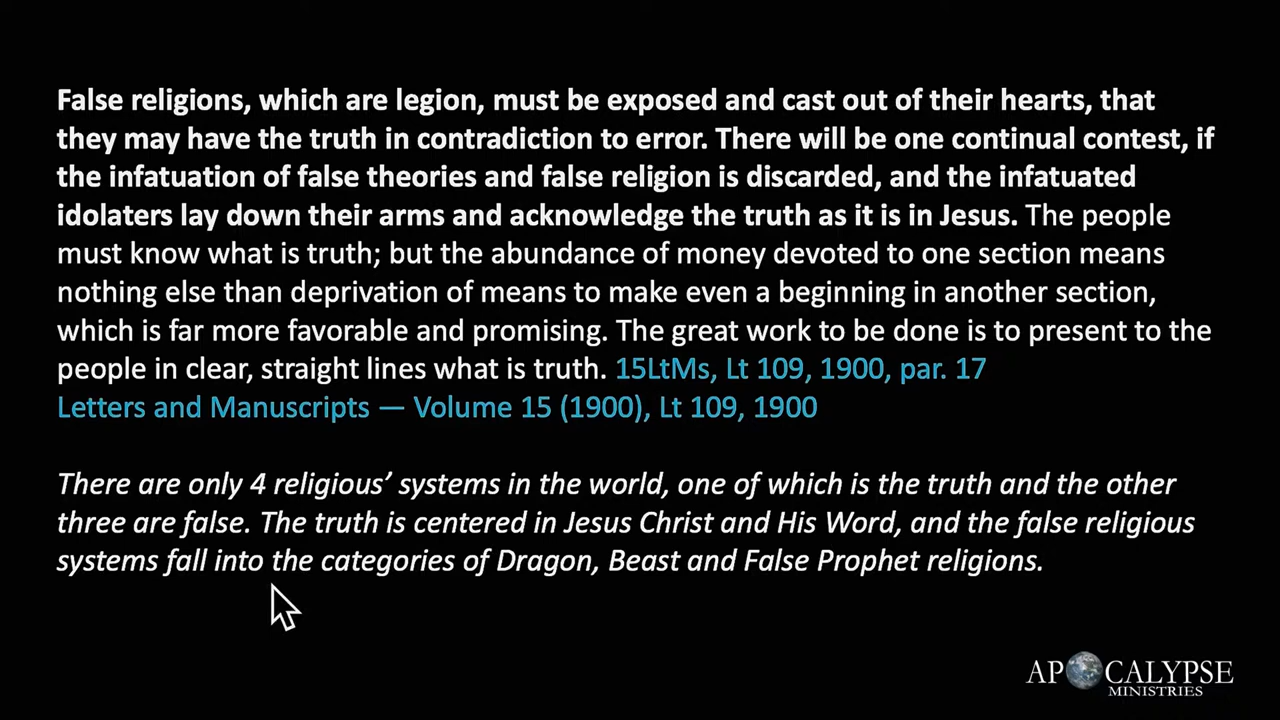 False religions, which are legion, must be exposed and cast out of their hearts, that
they may have the truth in contradiction to error. There will be one continual contest, if
the infatuation of false theories and false religion is discarded, and the infatuated
idolaters lay down their arms and acknowledge the truth as it is in Jesus. The people
must know what is truth; but the abundance of money devoted to one section means
nothing else than deprivation of means to make even a beginning in another section,
which is far more favorable and promising. The great work to be done is to present to the
people in clear, straight lines what is truth. 15LtMs, Lt 109, 1900, par. 17
Letters and Manuscripts — Volume 15 (1900), Lt 109, 1900
There are only 4 religious’ systems in the world, one of which is the truth and the other
three are false. The truth is centered in Jesus Christ and His Word, and the false religious
systems fall into the categories of Dragon, Beast and False Prophet religions.
APOCALYPSE
MINISTRIES